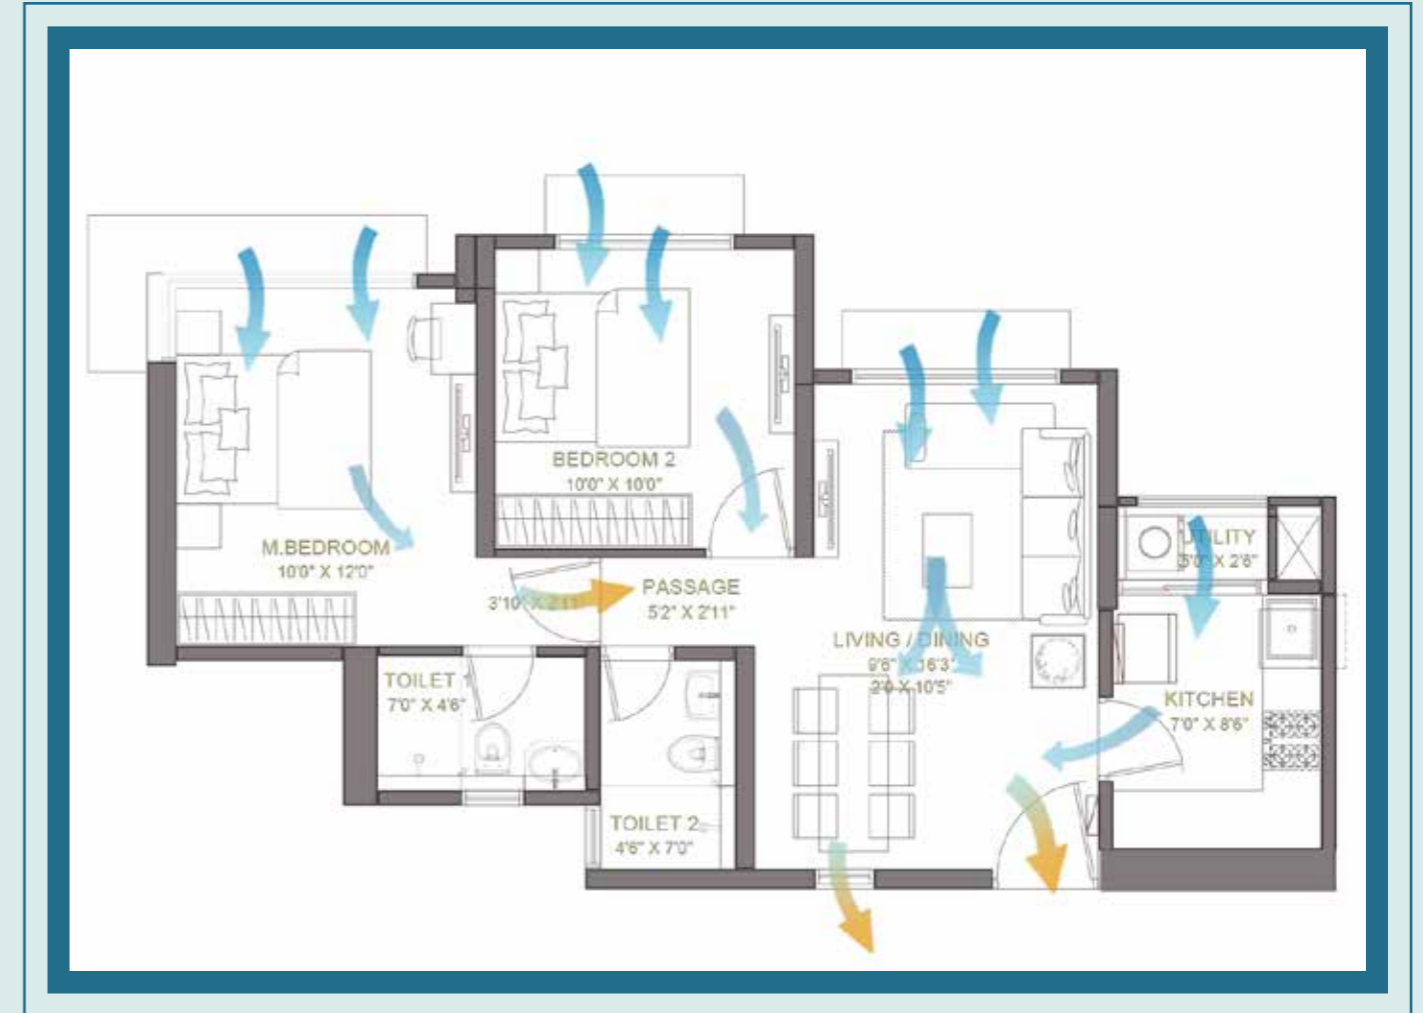 BEDROOM 2
10'0" X 10'0"
M.BEDROOM
10'0" X 12'0"
UTILITY
5'0" X 2'6"
PASSAGE
5'2" X 2'11"
3'10" X 2'11"
LIVING / DINING
9'6" X 16'3"
2'0 X 10'5"
TOILET 1
7'0" X 4'6"
KITCHEN
7'0" X 8'6"
TOILET 2
4'6" X 7'0"